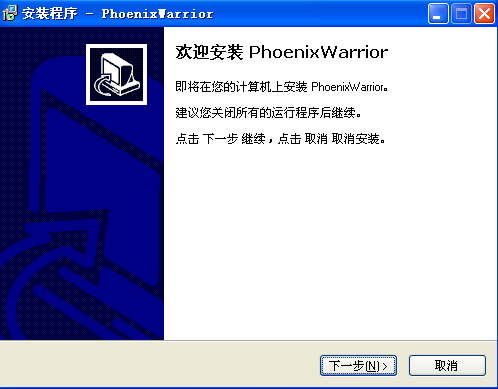 安装程序 - PhoenixWarrior
欢迎安装 PhoenixWarrior
即将在您的计算机上安装 PhoenixWarrior。
建议您关闭所有的运行程序后继续。
点击 下一步 继续，点击 取消 取消安装。
下一步(N) >
取消